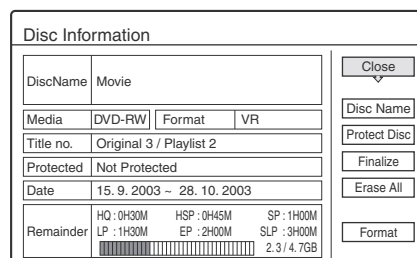 Disc Information
DiscName Movie
Media DVD-RW Format VR
Title no. Original 3 / Playlist 2
Protected Not Protected
Date 15. 9. 2003 ~ 28. 10. 2003
Remainder
HQ : 0H30M HSP : 0H45M SP : 1H00M
LP : 1H30M EP : 2H00M SLP : 3H00M
2.3 / 4.7GB
Close
Disc Name
Protect Disc
Finalize
Erase All
Format